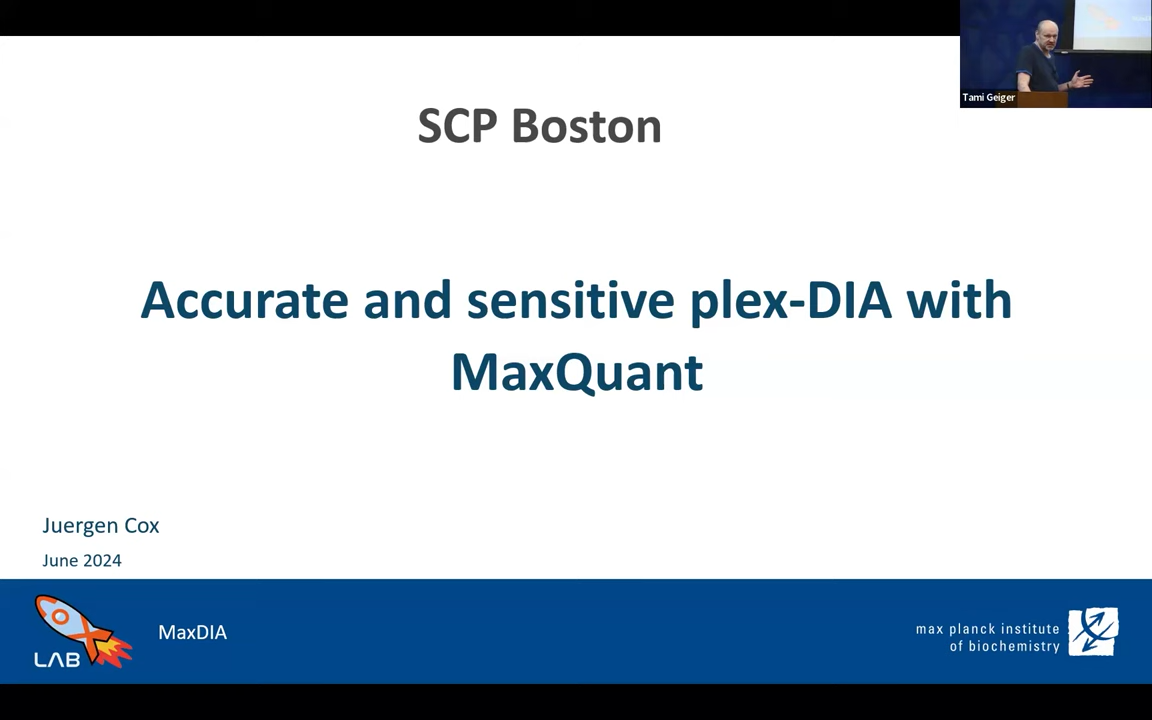 Tami Geiger
SCP Boston
Accurate and sensitive plex-DIA with
MaxQuant
Juergen Cox
June 2024
LAB
MaxDIA
max planck institute
of biochemistry